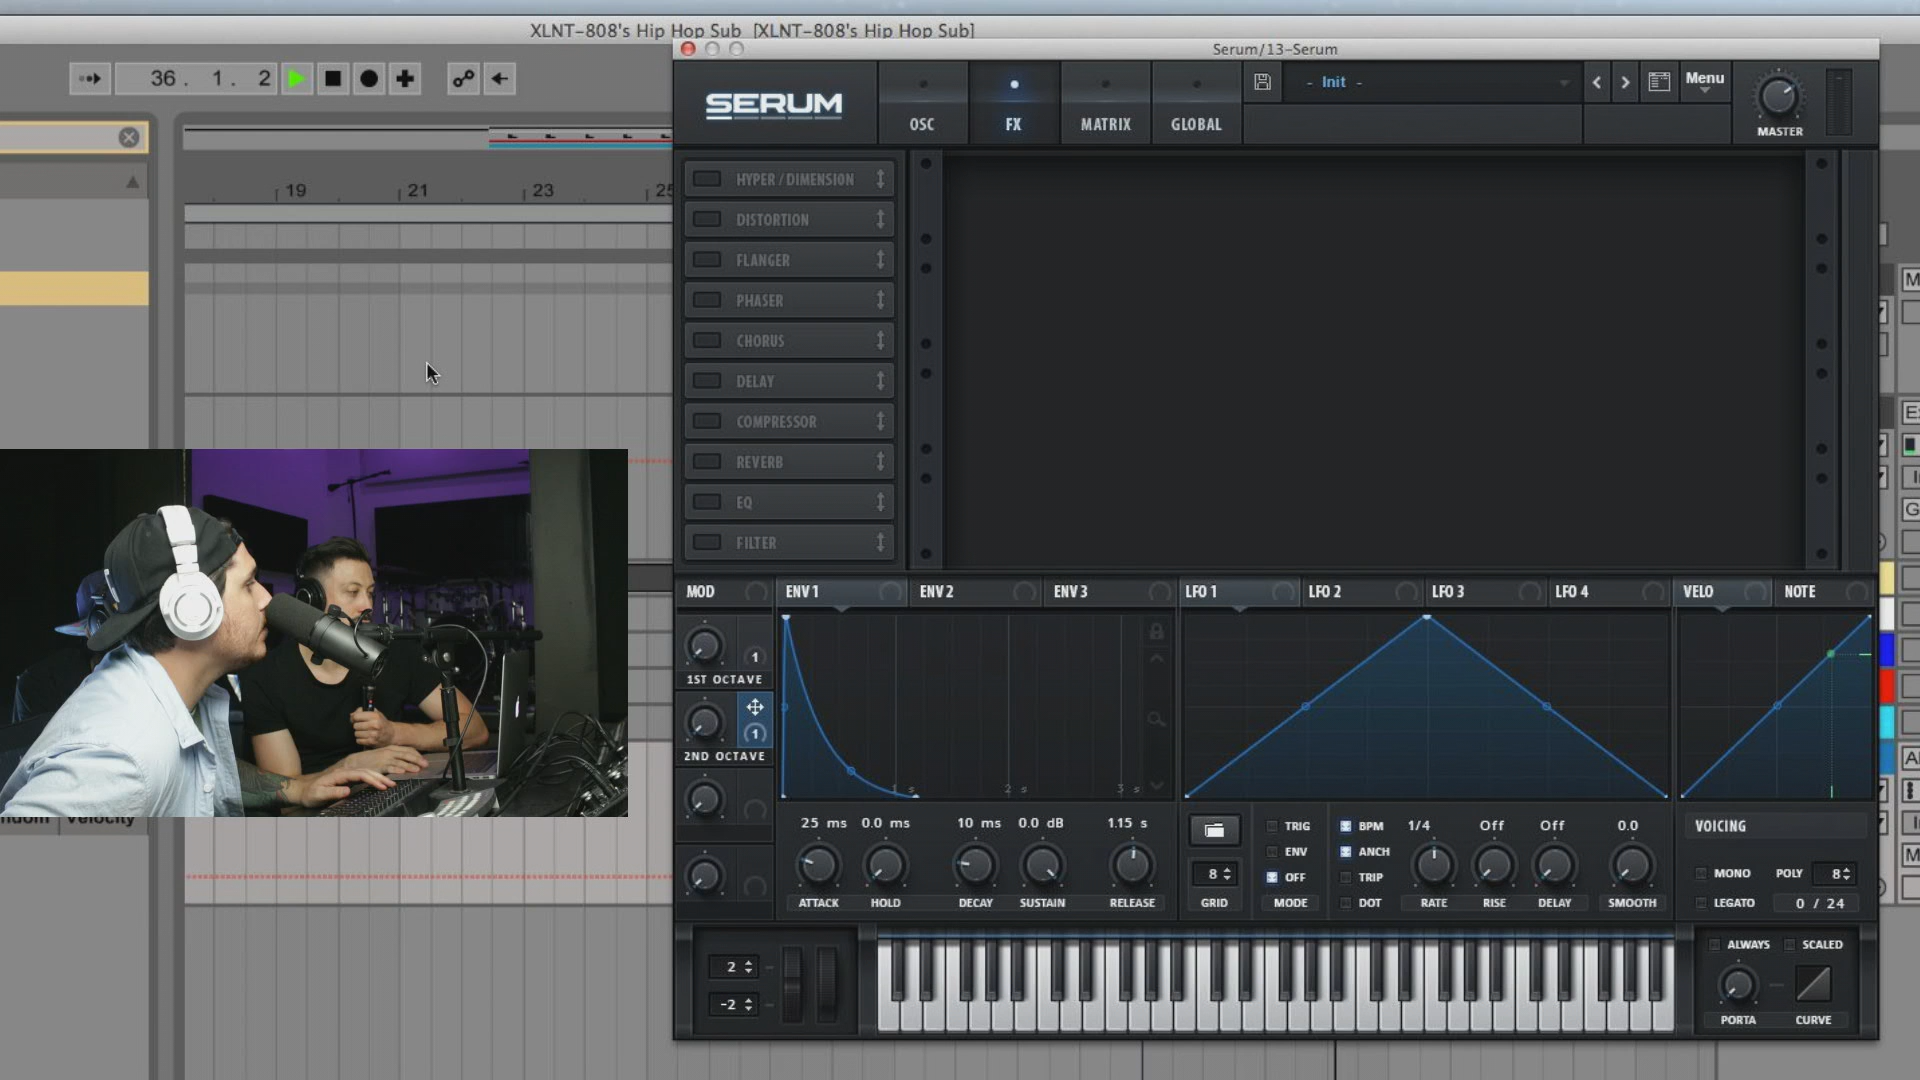 XLNT-808's Hip Hop Sub [XLNT-808's Hip Hop Sub]
36. 1. 2
19 21 23 25
Serum/13-Serum
SERUM
OSC FX MATRIX GLOBAL
- Init -
Menu
MASTER
HYPER / DIMENSION
DISTORTION
FLANGER
PHASER
CHORUS
DELAY
COMPRESSOR
REVERB
EQ
FILTER
MOD ENV 1 ENV 2 ENV 3 LFO 1 LFO 2 LFO 3 LFO 4 VELO NOTE
1
1ST OCTAVE
1
2ND OCTAVE
1 s 2 s 3 s
25 ms 0.0 ms 10 ms 0.0 dB 1.15 s
ATTACK HOLD DECAY SUSTAIN RELEASE
8
GRID
TRIG
ENV
OFF
MODE
BPM
ANCH
TRIP
DOT
1/4 Off Off 0.0
RATE RISE DELAY SMOOTH
VOICING
MONO POLY 8
LEGATO 0 / 24
2
-2
ALWAYS SCALED
PORTA CURVE
Velocity